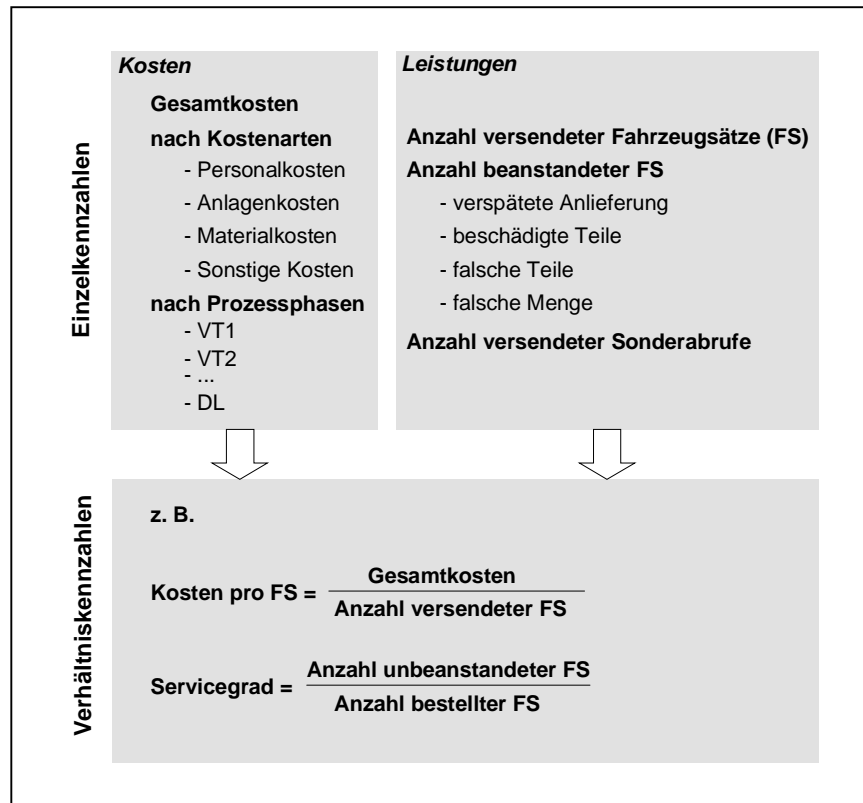 Einzelkennzahlen
Kosten
Gesamtkosten
nach Kostenarten
- Personalkosten
- Anlagenkosten
- Materialkosten
- Sonstige Kosten
nach Prozessphasen
- VT1
- VT2
- ...
- DL
Leistungen
Anzahl versendeter Fahrzeugsätze (FS)
Anzahl beanstandeter FS
- verspätete Anlieferung
- beschädigte Teile
- falsche Teile
- falsche Menge
Anzahl versendeter Sonderabrufe
Verhältniskennzahlen
z. B.
Kosten pro FS =
Gesamtkosten
Anzahl versendeter FS
Servicegrad =
Anzahl unbeanstandeter FS
Anzahl bestellter FS